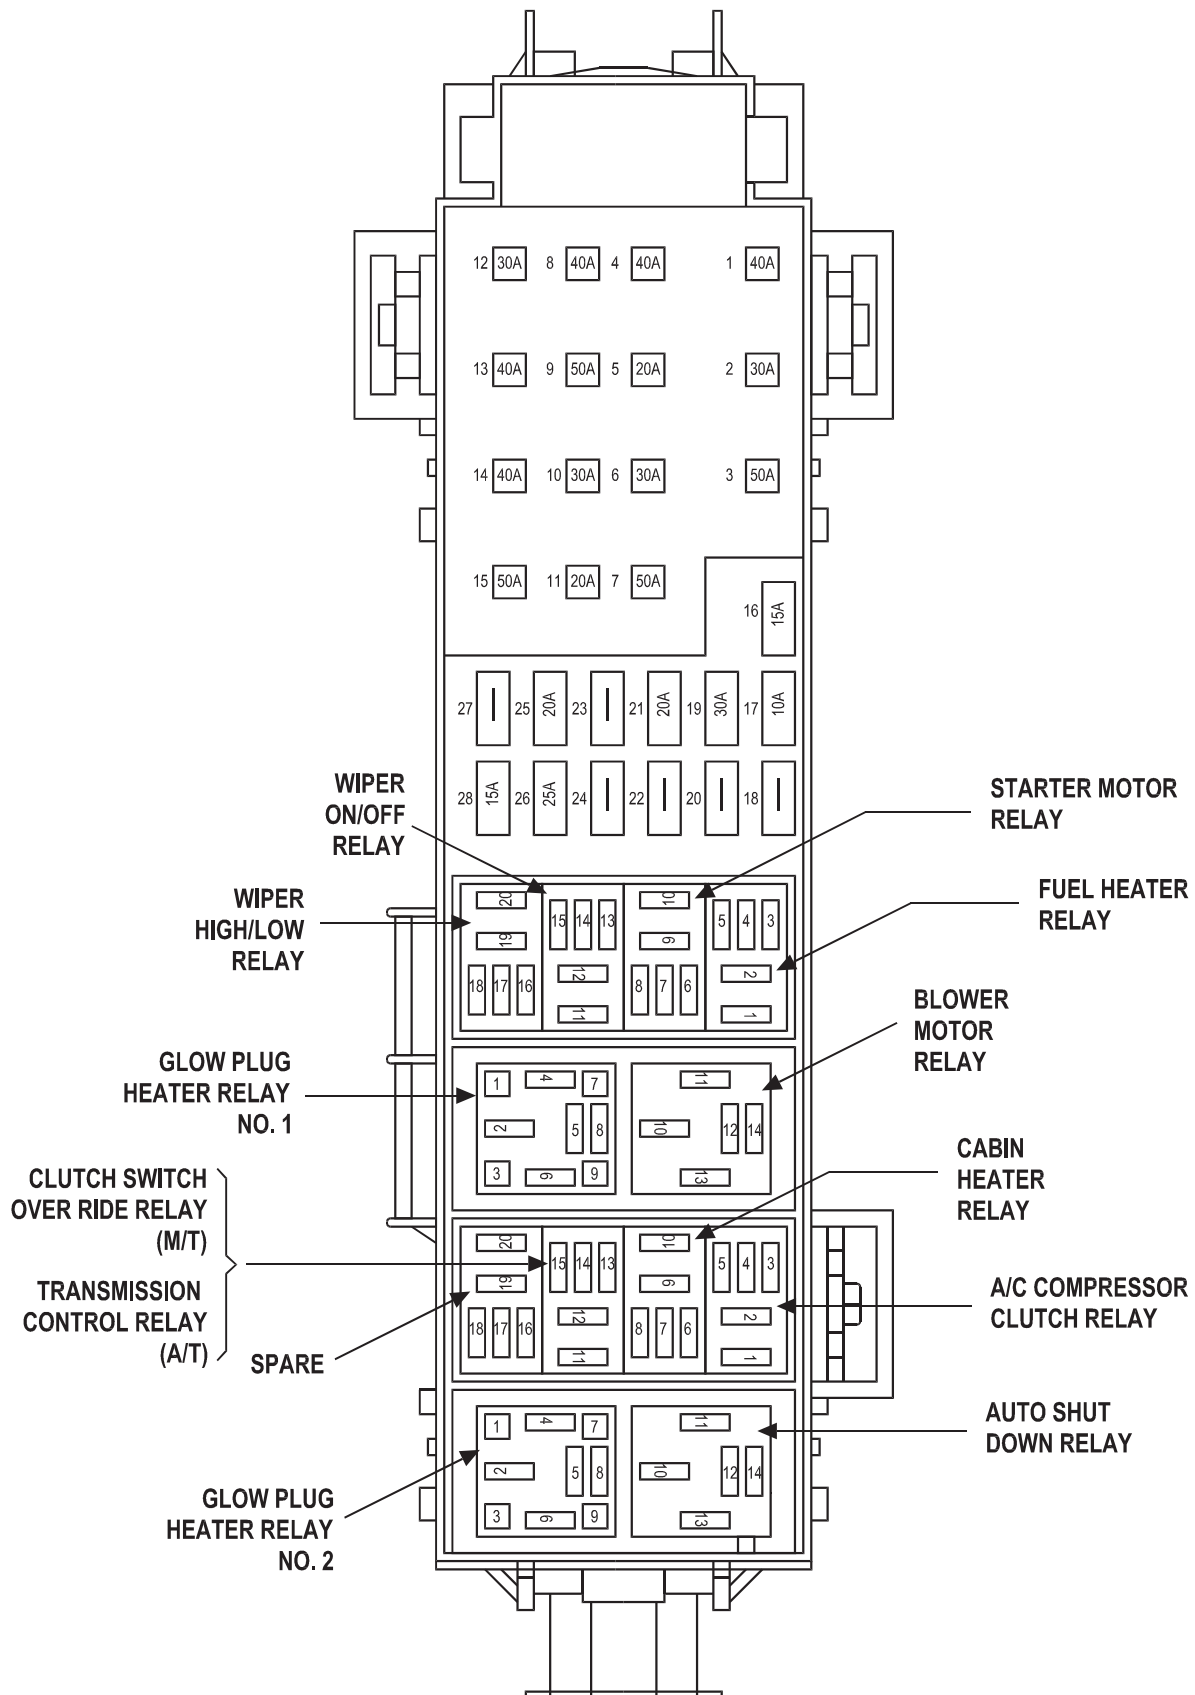 12 30A 8 40A 4 40A 1 40A
13 40A 9 50A 5 20A 2 30A
14 40A 10 30A 6 30A 3 50A
15 50A 11 20A 7 50A
16 15A
27 25 20A 23 21 20A 19 30A 17 10A
28 15A 26 25A 24 22 20 18
WIPER
ON/OFF
RELAY
STARTER MOTOR
RELAY
WIPER
HIGH/LOW
RELAY
FUEL HEATER
RELAY
20 15 14 13 10 5 4 3
19 9
18 17 16 12 8 7 6 2
11 1
BLOWER
MOTOR
RELAY
GLOW PLUG
HEATER RELAY
NO. 1
1 4 7 11
2 5 8 10 12 14
3 6 9 13
CABIN
HEATER
RELAY
CLUTCH SWITCH
OVER RIDE RELAY
(M/T)
TRANSMISSION
CONTROL RELAY
(A/T)
SPARE
20 15 14 13 10 5 4 3
19 9
18 17 16 12 8 7 6 2
11 1
A/C COMPRESSOR
CLUTCH RELAY
AUTO SHUT
DOWN RELAY
1 4 7 11
2 5 8 10 12 14
3 6 9 13
GLOW PLUG
HEATER RELAY
NO. 2